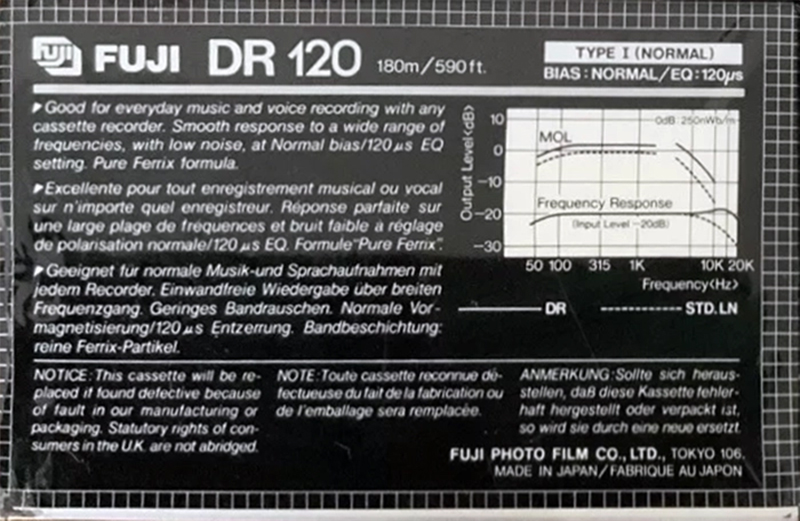 FUJI FUJI DR 120 180m/590ft.
TYPE I (NORMAL)
BIAS : NORMAL/EQ : 120μs
▶Good for everyday music and voice recording with any
cassette recorder. Smooth response to a wide range of
frequencies, with low noise, at Normal bias/120μs EQ
setting. Pure Ferrix formula.
▶Excellente pour tout enregistrement musical ou vocal
sur n'importe quel enregistreur. Réponse parfaite sur
une large plage de fréquences et bruit faible à réglage
de polarisation normale/120μs EQ. Formule"Pure Ferrix".
▶Geeignet für normale Musik-und Sprachaufnahmen mit
jedem Recorder. Einwandfreie Wiedergabe über breiten
Frequenzgang. Geringes Bandrauschen. Normale Vor-
magnetisierung/120μs Entzerrung. Bandbeschichtung:
reine Ferrix-Partikel.
Output Level<dB>
10
0
-10
-20
-30
0dB : 250nWb/m
MOL
Frequency Response
(Input Level -20dB)
50 100 315 1K 10K 20K
Frequency<Hz>
DR STD. LN
NOTICE:This cassette will be re-
placed if found defective because
of fault in our manufacturing or
packaging. Statutory rights of con-
sumers in the U.K. are not abridged.
NOTE:Toute cassette reconnue dé-
fectueuse du fait de la fabrication ou
de l'emballage sera remplacée.
ANMERKUNG:Sollte sich heraus-
stellen, daß diese Kassette fehler-
haft hergestellt oder verpackt ist,
so wird sie durch eine neue ersetzt.
FUJI PHOTO FILM CO., LTD., TOKYO 106.
MADE IN JAPAN/FABRIQUE AU JAPON